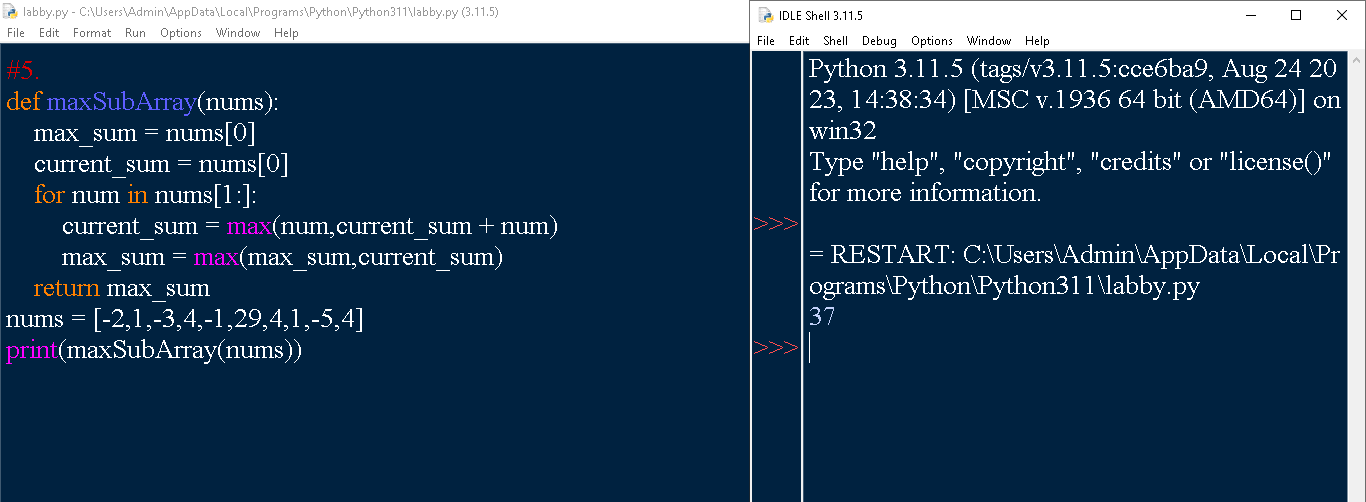 labby.py - C:\Users\Admin\AppData\Local\Programs\Python\Python311\labby.py (3.11.5)
File Edit Format Run Options Window Help
#5.
def maxSubArray(nums):
    max_sum = nums[0]
    current_sum = nums[0]
    for num in nums[1:]:
        current_sum = max(num,current_sum + num)
        max_sum = max(max_sum,current_sum)
    return max_sum
nums = [-2,1,-3,4,-1,29,4,1,-5,4]
print(maxSubArray(nums))
IDLE Shell 3.11.5
File Edit Shell Debug Options Window Help
Python 3.11.5 (tags/v3.11.5:cce6ba9, Aug 24 20
23, 14:38:34) [MSC v.1936 64 bit (AMD64)] on
win32
Type "help", "copyright", "credits" or "license()"
for more information.
>>>
= RESTART: C:\Users\Admin\AppData\Local\Pr
ograms\Python\Python311\labby.py
37
>>>